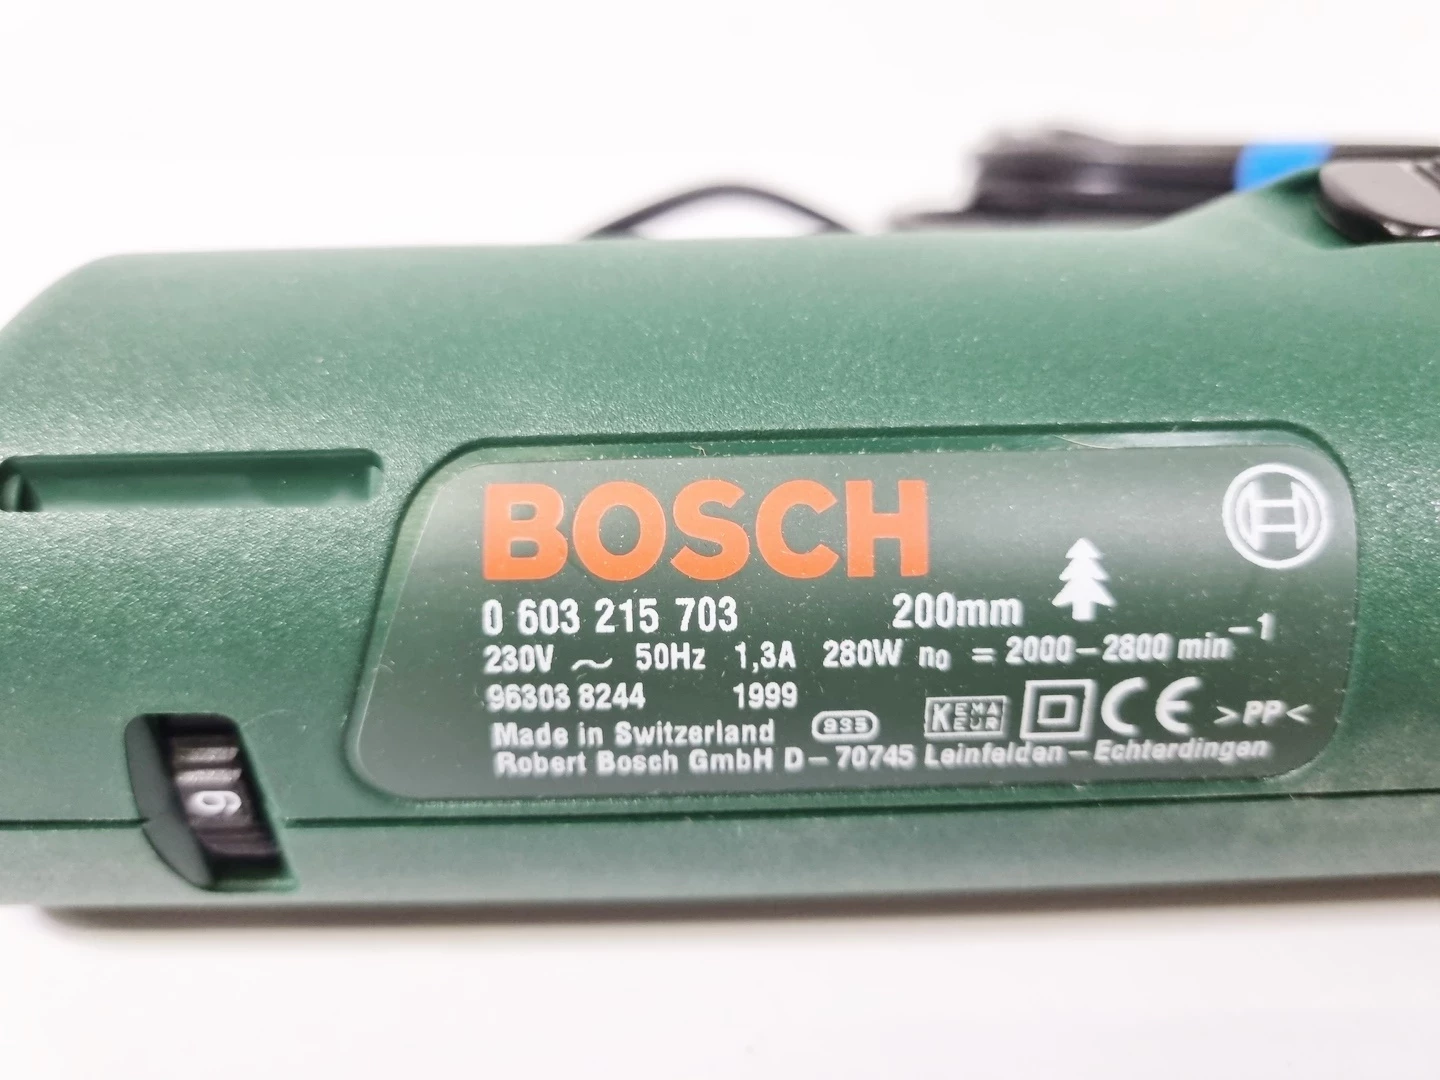 BOSCH
0 603 215 703 200mm
230V ~ 50Hz 1,3A 280W n₀ = 2000-2800 min⁻¹
96303 8244 1999
Made in Switzerland 935 KEMA KEUR CE >PP<
Robert Bosch GmbH D-70745 Leinfelden-Echterdingen
6